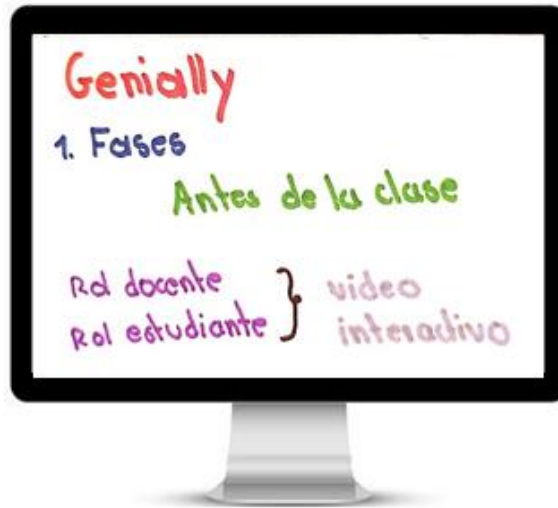 Genially
1. Fases
Antes de la clase
Rol docente } video
Rol estudiante } interactivo